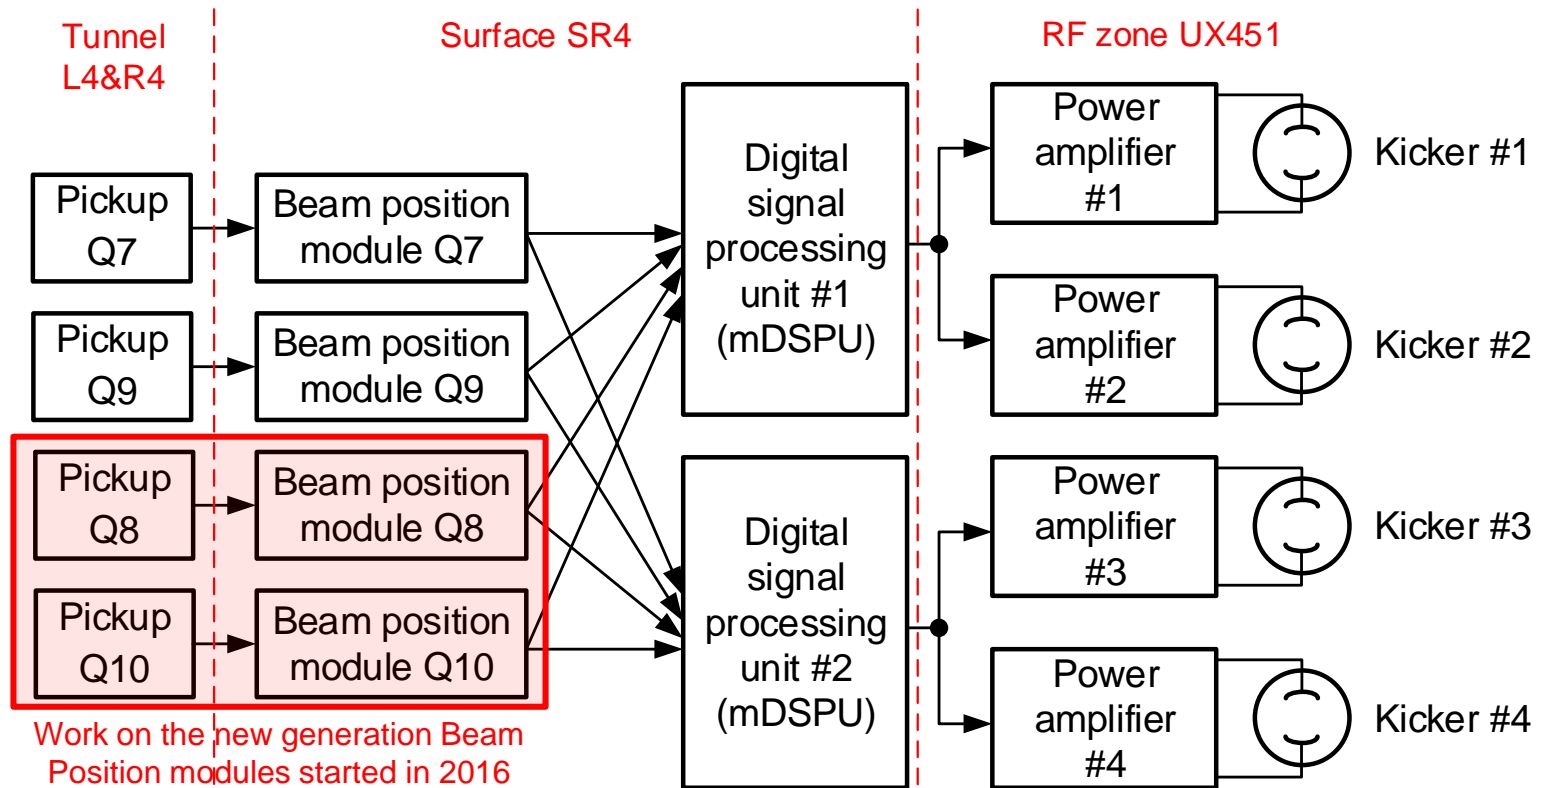 Tunnel
L4&R4
Surface SR4
RF zone UX451
Pickup
Q7
Beam position
module Q7
Pickup
Q9
Beam position
module Q9
Pickup
Q8
Beam position
module Q8
Pickup
Q10
Beam position
module Q10
Work on the new generation Beam
Position modules started in 2016
Digital
signal
processing
unit #1
(mDSPU)
Digital
signal
processing
unit #2
(mDSPU)
Power
amplifier
#1
Kicker #1
Power
amplifier
#2
Kicker #2
Power
amplifier
#3
Kicker #3
Power
amplifier
#4
Kicker #4